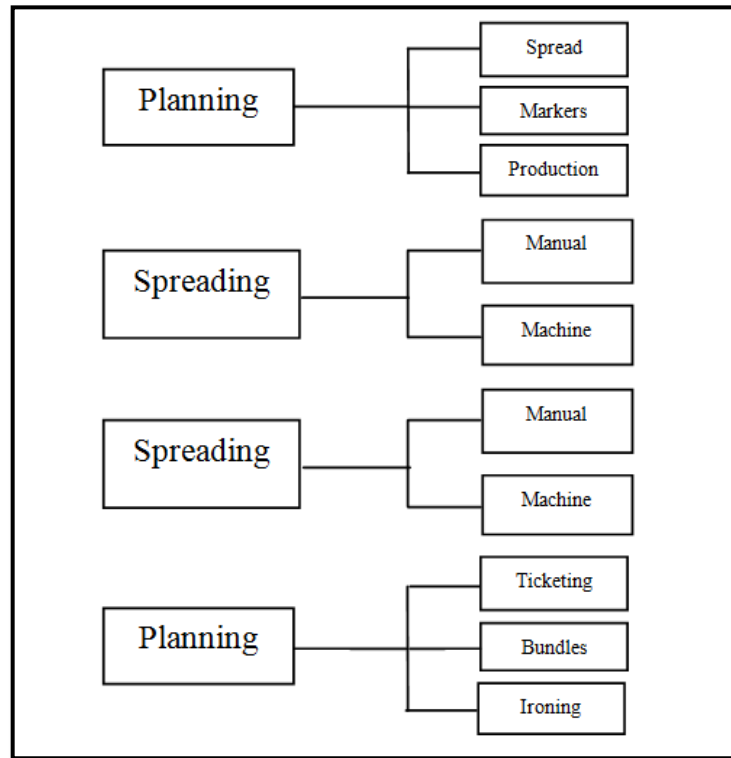 Planning
Spread
Markers
Production
Spreading
Manual
Machine
Spreading
Manual
Machine
Planning
Ticketing
Bundles
Ironing